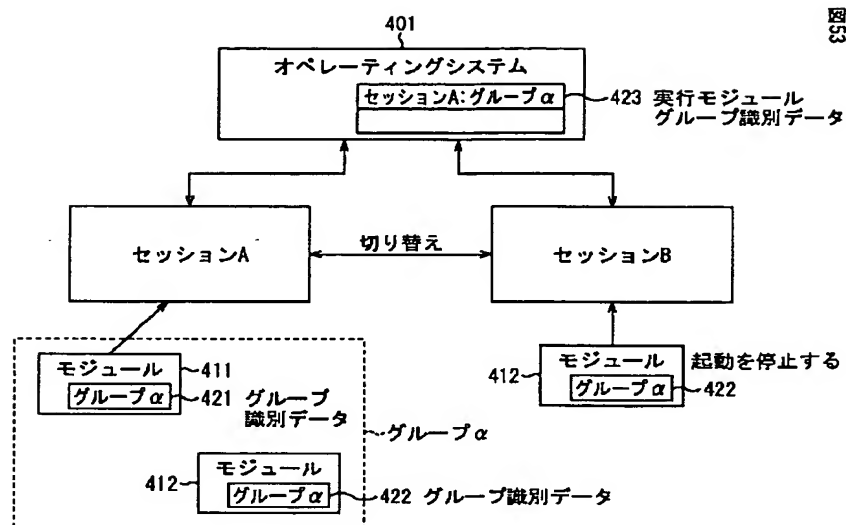 図53
401
オペレーティングシステム
セッションA:グループα
423 実行モジュール
グループ識別データ
セッションA
切り替え
セッションB
モジュール
411
グループα
421 グループ
識別データ
グループα
モジュール
412
グループα
422 グループ識別データ
モジュール
起動を停止する
412
グループα
422